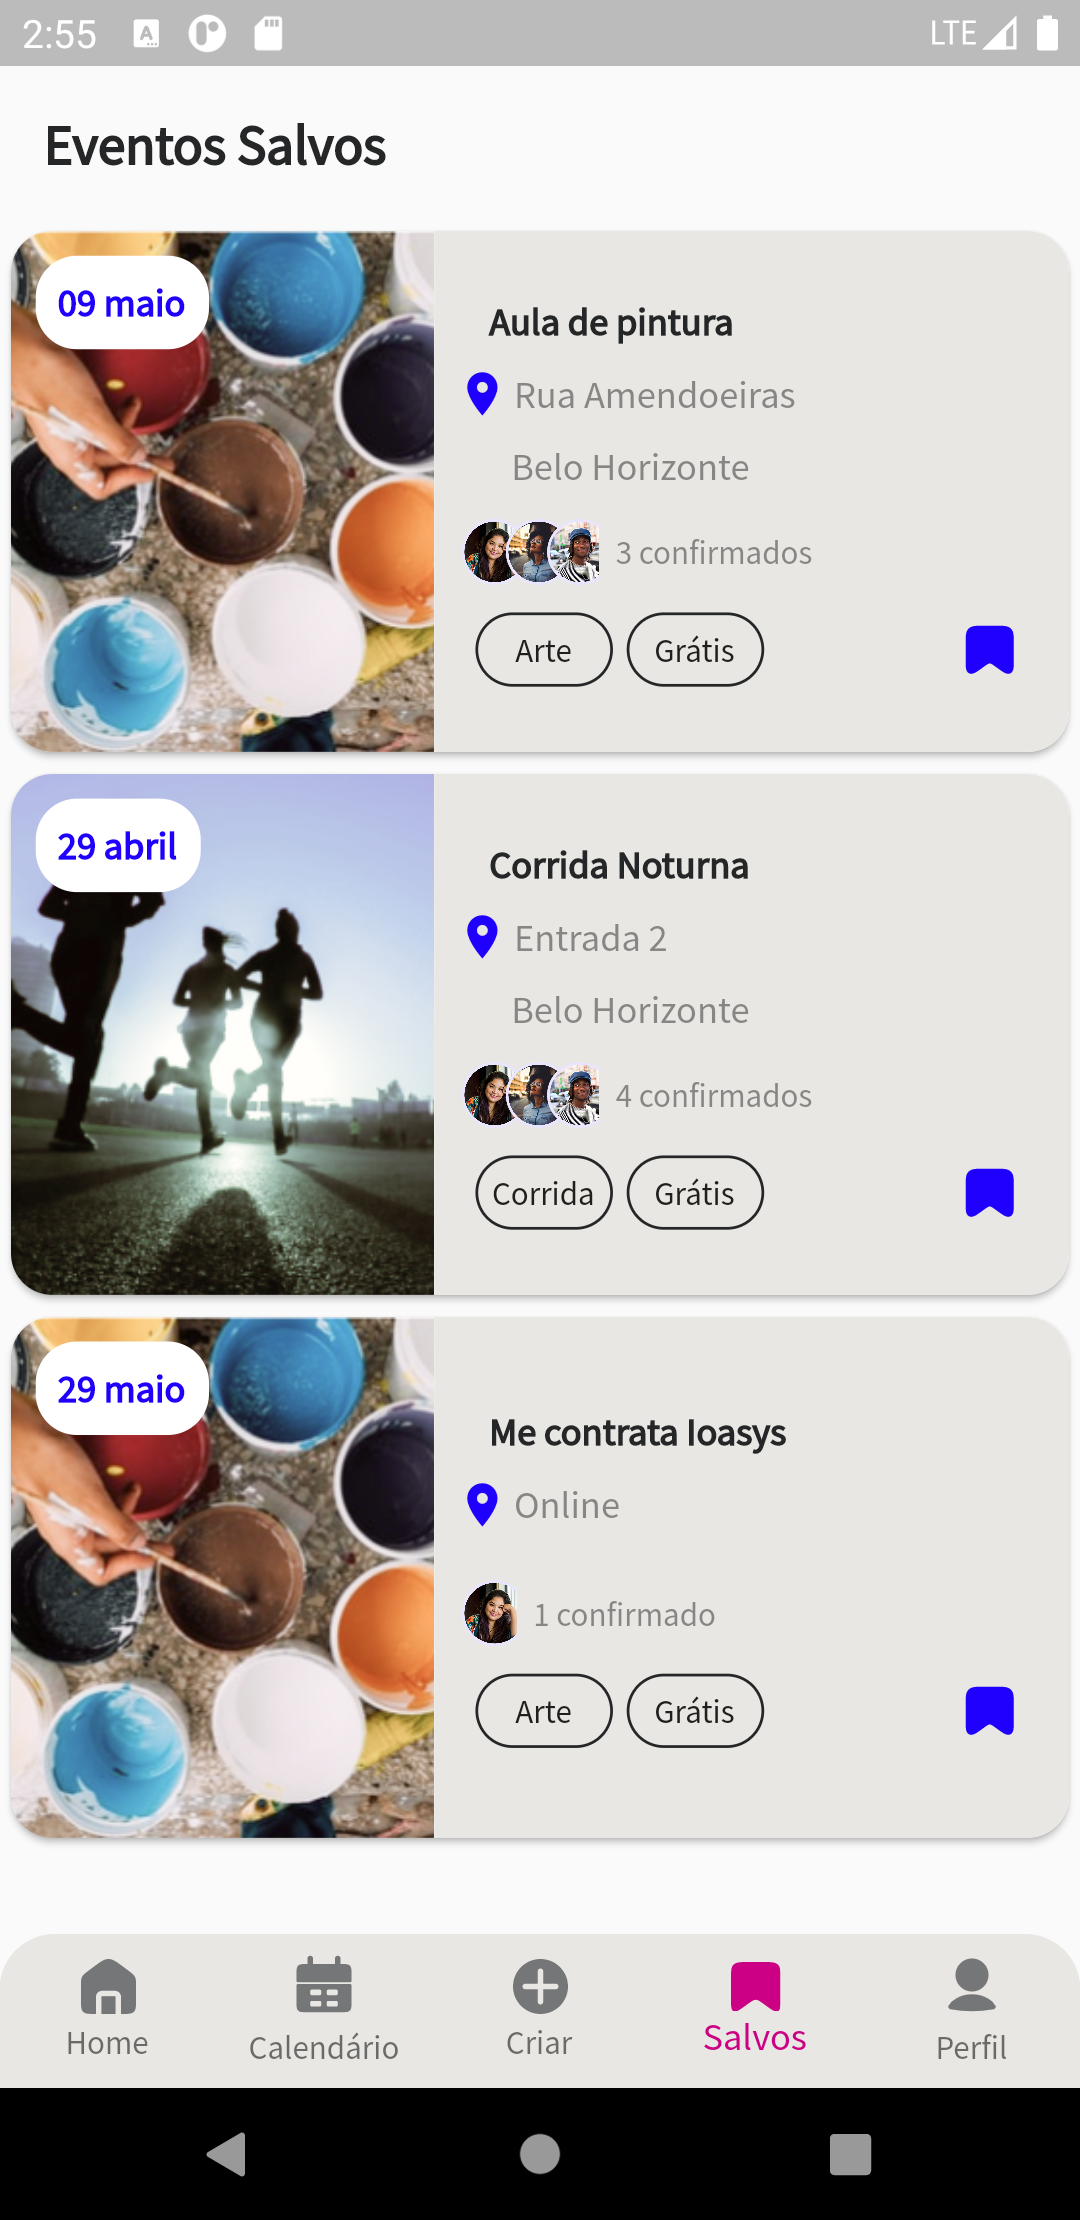 2:55
LTE
Eventos Salvos
09 maio
Aula de pintura
Rua Amendoeiras
Belo Horizonte
3 confirmados
Arte
Grátis
29 abril
Corrida Noturna
Entrada 2
Belo Horizonte
4 confirmados
Corrida
Grátis
29 maio
Me contrata Ioasys
Online
1 confirmado
Arte
Grátis
Home
Calendário
Criar
Salvos
Perfil